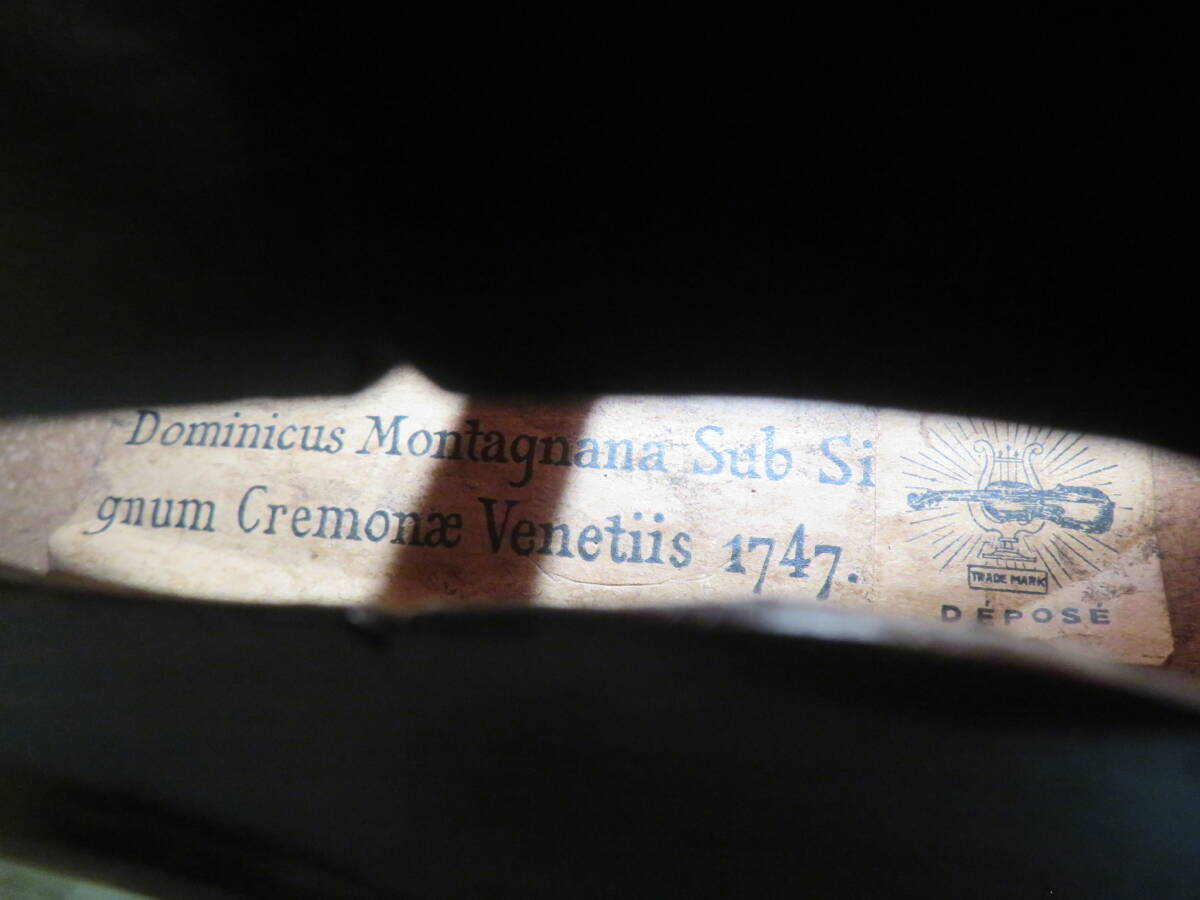 Dominicus Montagnana Sub Si
gnum Cremonæ Venetiis 1747.
TRADE MARK
DÉPOSÉ